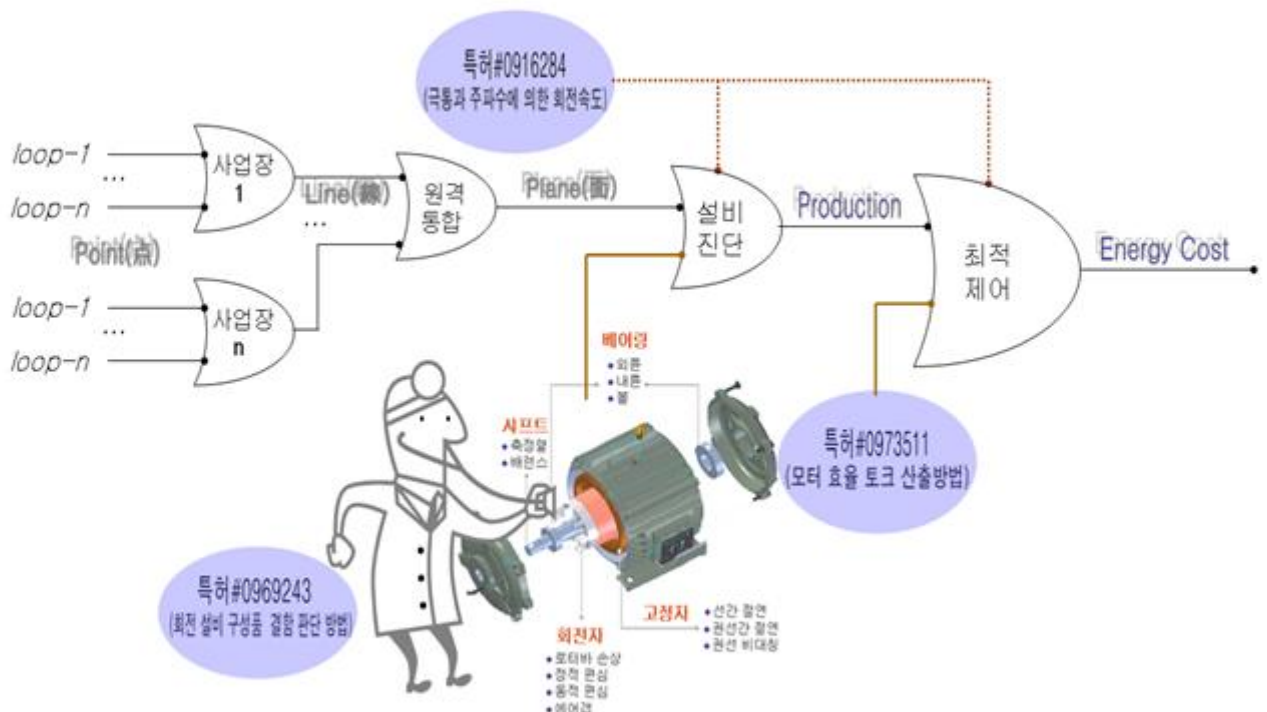 특허#0916284
(극통과 주파수에 의한 회전속도)
loop-1
...
loop-n
사업장
1
Line(線)
...
원격
통합
Plane(面)
설비
진단
Production
최적
제어
Energy Cost
Point(点)
loop-1
...
loop-n
사업장
n
베어링
외륜
내륜
볼
샤프트
축정렬
배런스
특허#0973511
(모터 효율 토크 산출방법)
특허#0969243
(회전 설비 구성품 결함 판단 방법)
고정자
선간 절연
권선간 절연
권선 비대칭
회전자
로터바 손상
정적 편심
동적 편심
에어갭